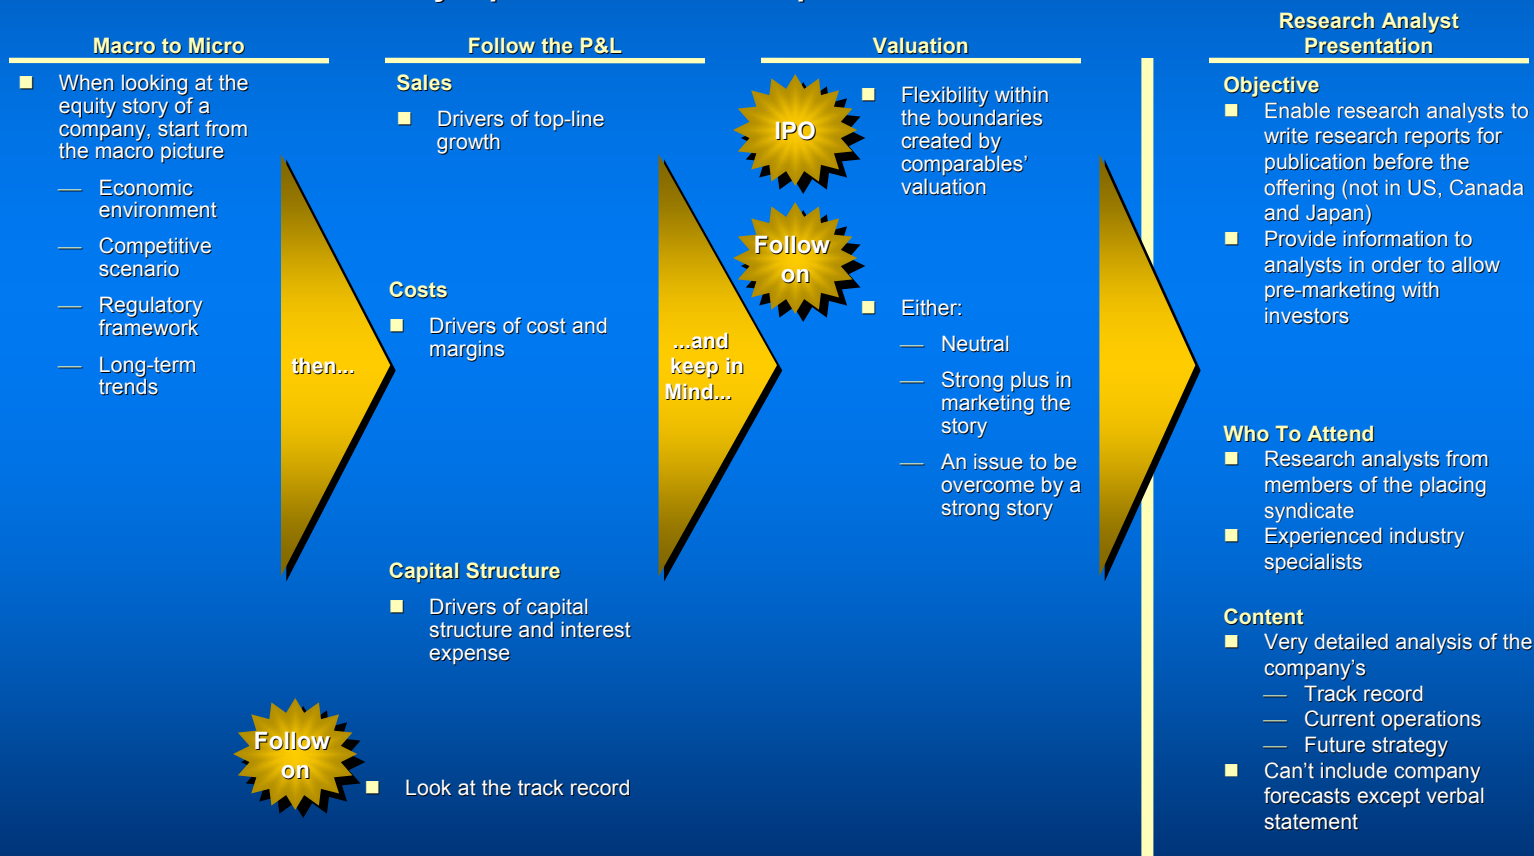 Macro to Micro
When looking at the
equity story of a
company, start from
the macro picture
— Economic
environment
— Competitive
scenario
— Regulatory
framework
— Long-term
trends
then...
Follow the P&L
Sales
Drivers of top-line
growth
Costs
Drivers of cost and
margins
Capital Structure
Drivers of capital
structure and interest
expense
Follow
on
Look at the track record
...and
keep in
Mind...
Valuation
IPO
Flexibility within
the boundaries
created by
comparables’
valuation
Follow
on
Either:
— Neutral
— Strong plus in
marketing the
story
— An issue to be
overcome by a
strong story
Research Analyst
Presentation
Objective
Enable research analysts to
write research reports for
publication before the
offering (not in US, Canada
and Japan)
Provide information to
analysts in order to allow
pre-marketing with
investors
Who To Attend
Research analysts from
members of the placing
syndicate
Experienced industry
specialists
Content
Very detailed analysis of the
company’s
— Track record
— Current operations
— Future strategy
Can’t include company
forecasts except verbal
statement